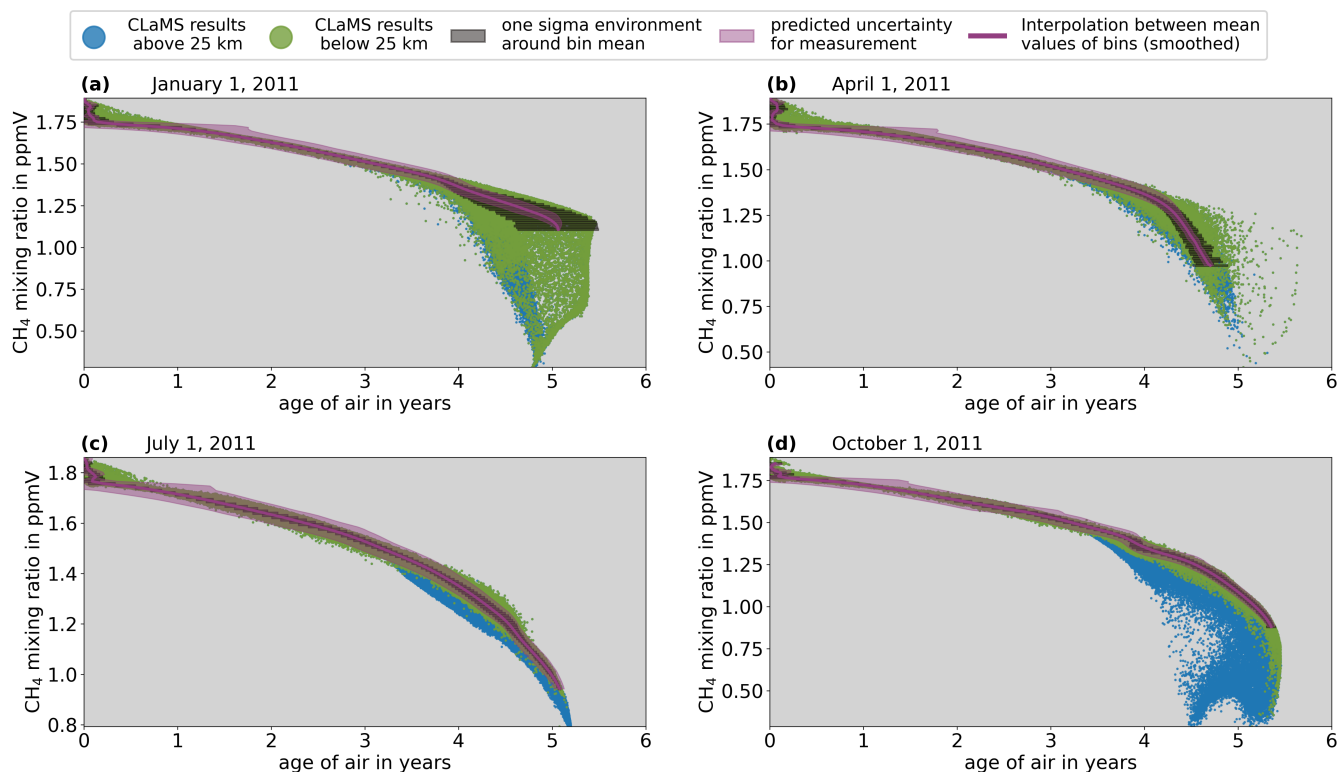 CLaMS results
above 25 km
CLaMS results
below 25 km
one sigma environment
around bin mean
predicted uncertainty
for measurement
Interpolation between mean
values of bins (smoothed)
(a) January 1, 2011
CH₄ mixing ratio in ppmV
1.75
1.50
1.25
1.00
0.75
0.50
0 1 2 3 4 5 6
age of air in years
(b) April 1, 2011
CH₄ mixing ratio in ppmV
1.75
1.50
1.25
1.00
0.75
0.50
0 1 2 3 4 5 6
age of air in years
(c) July 1, 2011
CH₄ mixing ratio in ppmV
1.8
1.6
1.4
1.2
1.0
0.8
0 1 2 3 4 5 6
age of air in years
(d) October 1, 2011
CH₄ mixing ratio in ppmV
1.75
1.50
1.25
1.00
0.75
0.50
0 1 2 3 4 5 6
age of air in years